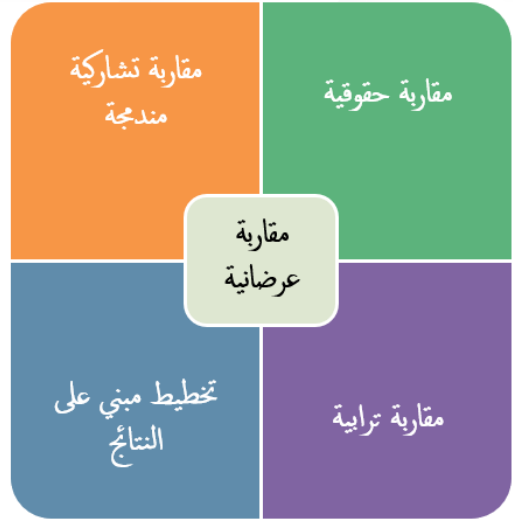 مقاربة حقوقية
مقاربة تشاركية
مندمجة
مقاربة
عرضانية
مقاربة ترابية
تخطيط مبني على
النتائج